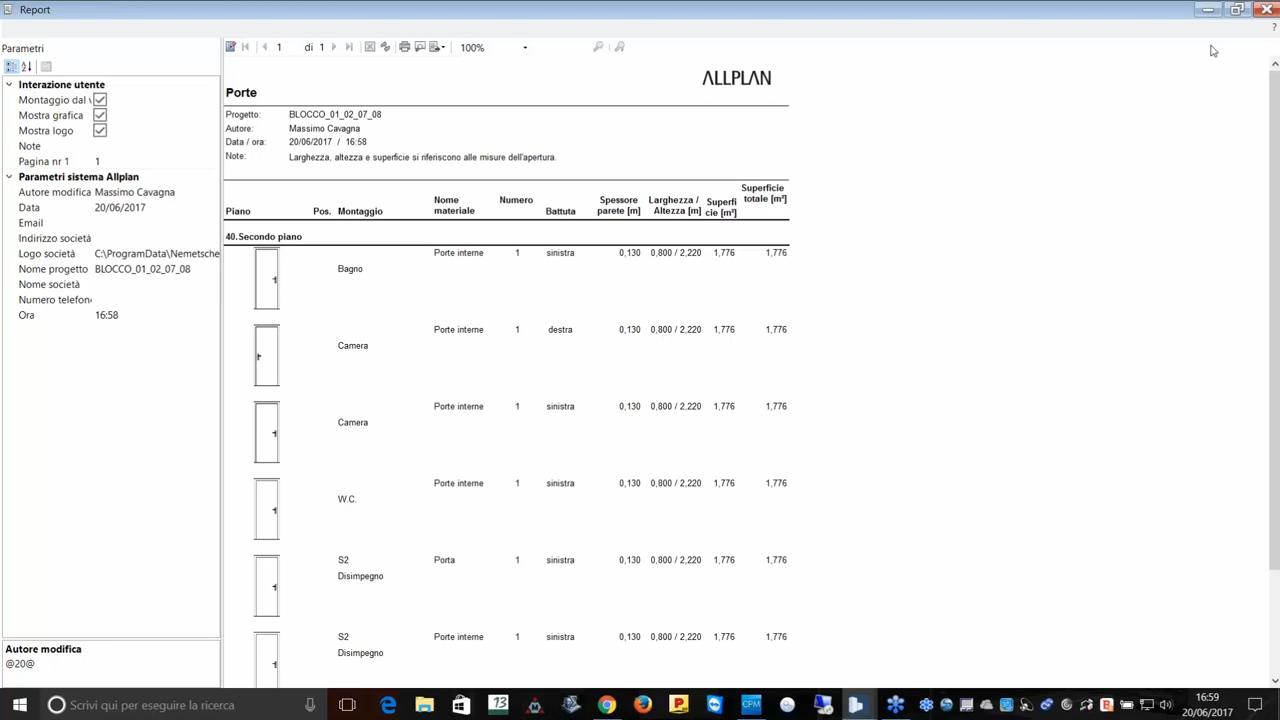 Report
?
Parametri
1 di 1 100%
Interazione utente
Montaggio dal v
Mostra grafica
Mostra logo
Note
Pagina nr 1 1
Parametri sistema Allplan
Autore modifica Massimo Cavagna
Data 20/06/2017
Email
Indirizzo società
Logo società C:\ProgramData\Nemetsche
Nome progetto BLOCCO_01_02_07_08
Nome società
Numero telefono
Ora 16:58
Autore modifica
@20@
ALLPLAN
Porte
Progetto: BLOCCO_01_02_07_08
Autore: Massimo Cavagna
Data / ora: 20/06/2017 / 16:58
Note: Larghezza, altezza e superficie si riferiscono alle misure dell'apertura.
Piano Pos. Montaggio Nome materiale Numero Battuta Spessore parete [m] Larghezza / Altezza [m] Superfi cie [m²] Superficie totale [m²]
40.Secondo piano
Porte interne 1 sinistra 0,130 0,800 / 2,220 1,776 1,776
Bagno
Porte interne 1 destra 0,130 0,800 / 2,220 1,776 1,776
Camera
Porte interne 1 sinistra 0,130 0,800 / 2,220 1,776 1,776
Camera
Porte interne 1 sinistra 0,130 0,800 / 2,220 1,776 1,776
W.C.
S2 Porta 1 sinistra 0,130 0,800 / 2,220 1,776 1,776
Disimpegno
S2 Porte interne 1 sinistra 0,130 0,800 / 2,220 1,776 1,776
Disimpegno
Scrivi qui per eseguire la ricerca
13
CPM
16:59
20/06/2017